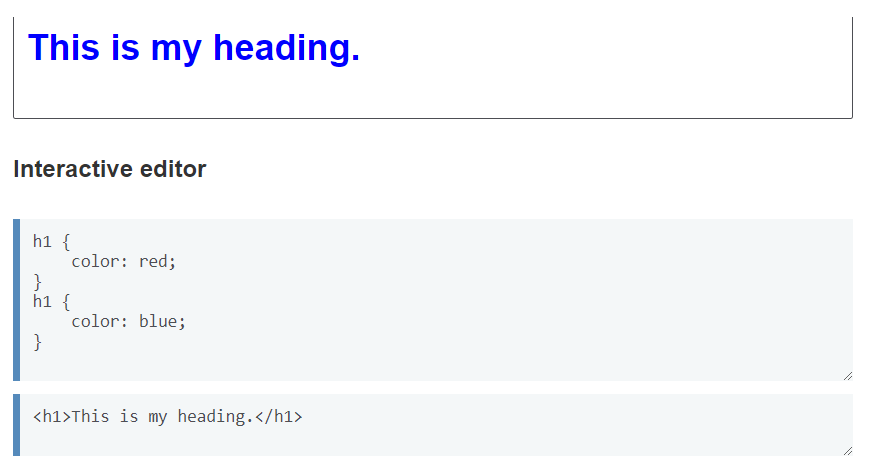 This is my heading.
Interactive editor
h1 {
    color: red;
}
h1 {
    color: blue;
}
<h1>This is my heading.</h1>